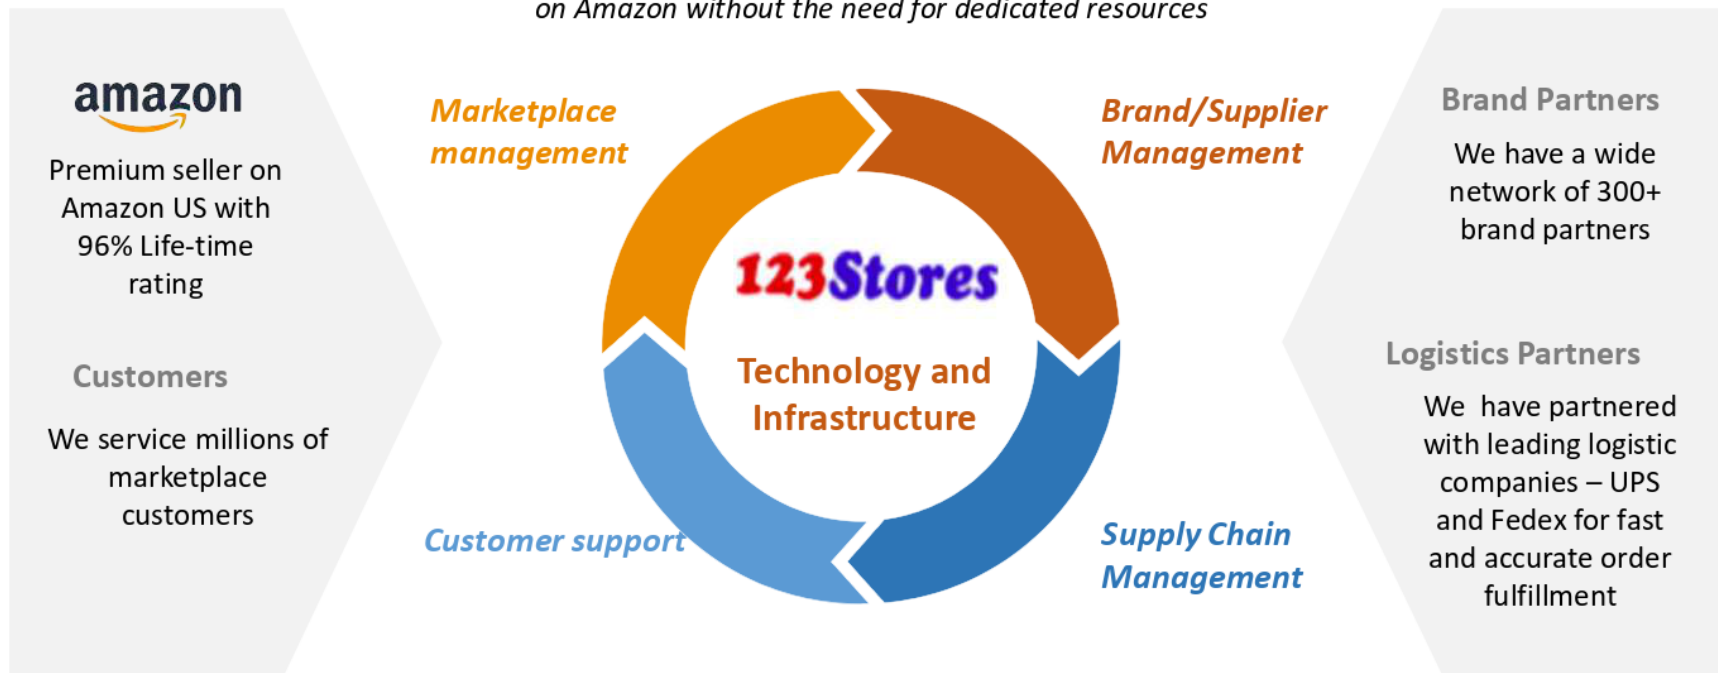 on Amazon without the need for dedicated resources
amazon
Premium seller on
Amazon US with
96% Life-time
rating
Customers
We service millions of
marketplace
customers
Marketplace
management
Brand/Supplier
Management
123Stores
Technology and
Infrastructure
Customer support
Supply Chain
Management
Brand Partners
We have a wide
network of 300+
brand partners
Logistics Partners
We  have partnered
with leading logistic
companies – UPS
and Fedex for fast
and accurate order
fulfillment